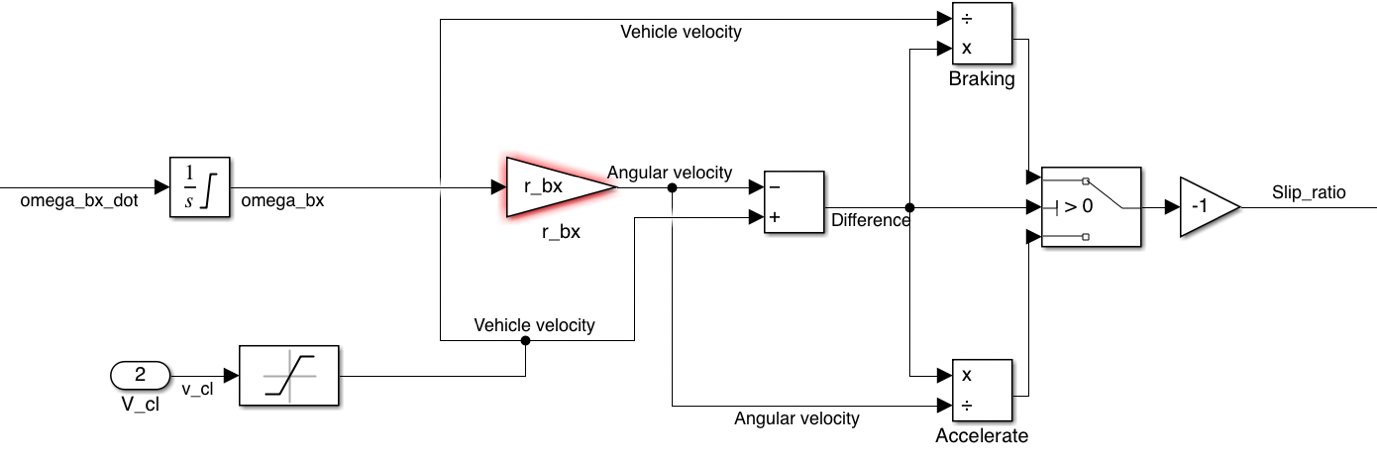 Vehicle velocity
÷
x
Braking
omega_bx_dot
1
s
omega_bx
r_bx
r_bx
Angular velocity
−
+
Difference
> 0
-1
Slip_ratio
Vehicle velocity
2
V_cl
v_cl
x
÷
Angular velocity
Accelerate